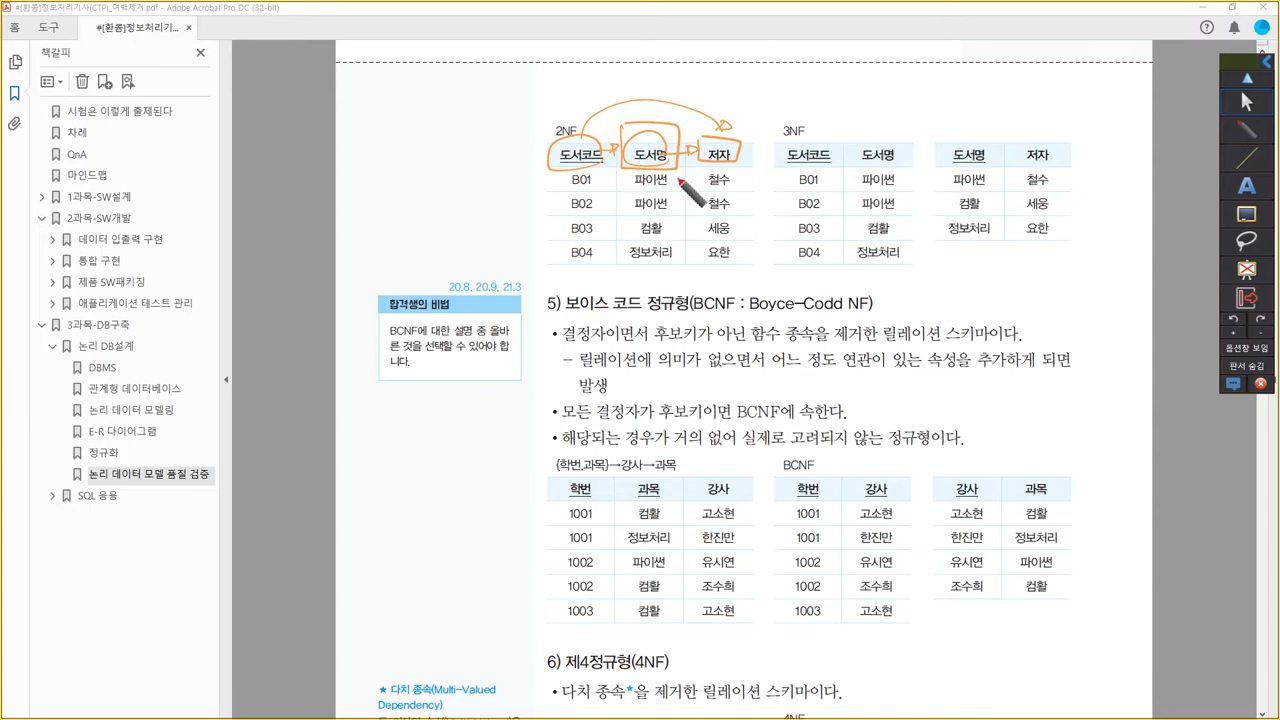 #[환콤]정보처리기사(CTP)_여백제거.pdf - Adobe Acrobat Pro DC (32-bit)
홈 도구 #[환콤]정보처리기... ×
책갈피
시험은 이렇게 출제된다
차례
QnA
마인드맵
1과목-SW설계
2과목-SW개발
데이터 입출력 구현
통합 구현
제품 SW패키징
애플리케이션 테스트 관리
3과목-DB구축
논리 DB설계
DBMS
관계형 데이터베이스
논리 데이터 모델링
E-R 다이어그램
정규화
논리 데이터 모델 품질 검증
SQL 응용
2NF
도서코드 도서명 저자
B01 파이썬 철수
B02 파이썬 철수
B03 컴활 세웅
B04 정보처리 요한
3NF
도서코드 도서명
B01 파이썬
B02 파이썬
B03 컴활
B04 정보처리
도서명 저자
파이썬 철수
컴활 세웅
정보처리 요한
20.8, 20.9, 21.3
합격생의 비법
BCNF에 대한 설명 중 올바
른 것을 선택할 수 있어야 합
니다.
5) 보이스 코드 정규형(BCNF : Boyce-Codd NF)
• 결정자이면서 후보키가 아닌 함수 종속을 제거한 릴레이션 스키마이다.
– 릴레이션에 의미가 없으면서 어느 정도 연관이 있는 속성을 추가하게 되면
발생
• 모든 결정자가 후보키이면 BCNF에 속한다.
• 해당되는 경우가 거의 없어 실제로 고려되지 않는 정규형이다.
{학번,과목}→강사→과목
학번 과목 강사
1001 컴활 고소현
1001 정보처리 한진만
1002 파이썬 유시연
1002 컴활 조수희
1003 컴활 고소현
BCNF
학번 강사
1001 고소현
1001 한진만
1002 유시연
1002 조수희
1003 고소현
강사 과목
고소현 컴활
한진만 정보처리
유시연 파이썬
조수희 컴활
6) 제4정규형(4NF)
• 다치 종속★을 제거한 릴레이션 스키마이다.
★ 다치 종속(Multi-Valued
Dependency)
4NF
옵션창 보임
판서 숨김